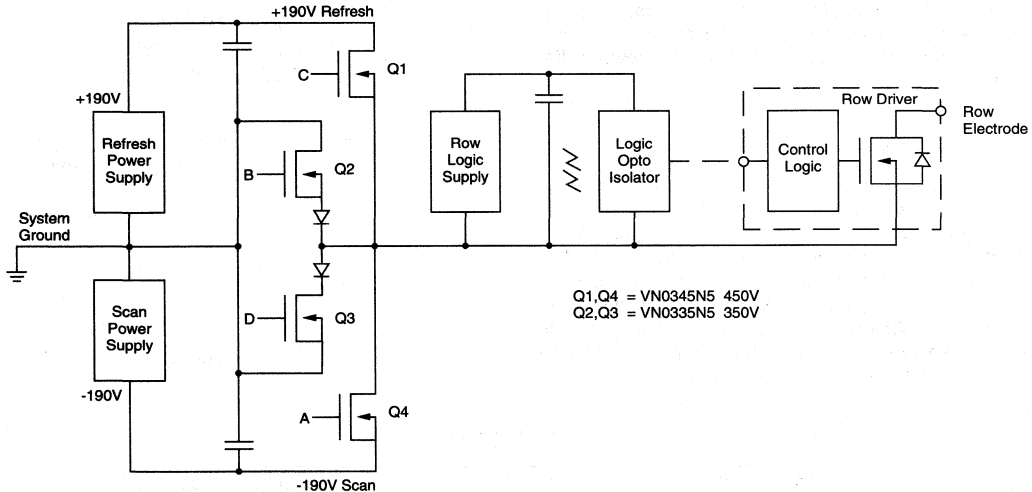 +190V Refresh
C
Q1
+190V
Refresh
Power
Supply
B
Q2
System
Ground
Scan
Power
Supply
D
Q3
-190V
A
Q4
-190V Scan
Row
Logic
Supply
Logic
Opto
Isolator
Row Driver
Control
Logic
Row
Electrode
Q1,Q4 = VN0345N5 450V
Q2,Q3 = VN0335N5 350V